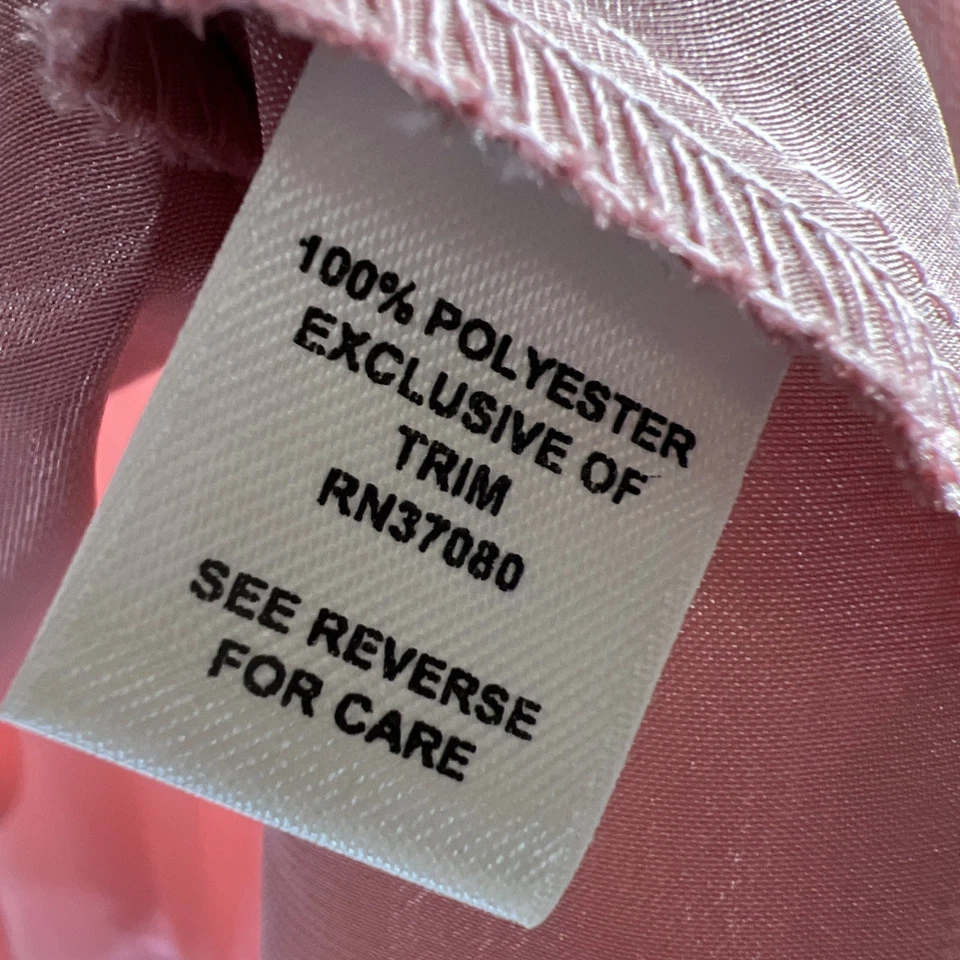 100% POLYESTER
EXCLUSIVE OF
TRIM
RN37080
SEE REVERSE
FOR CARE